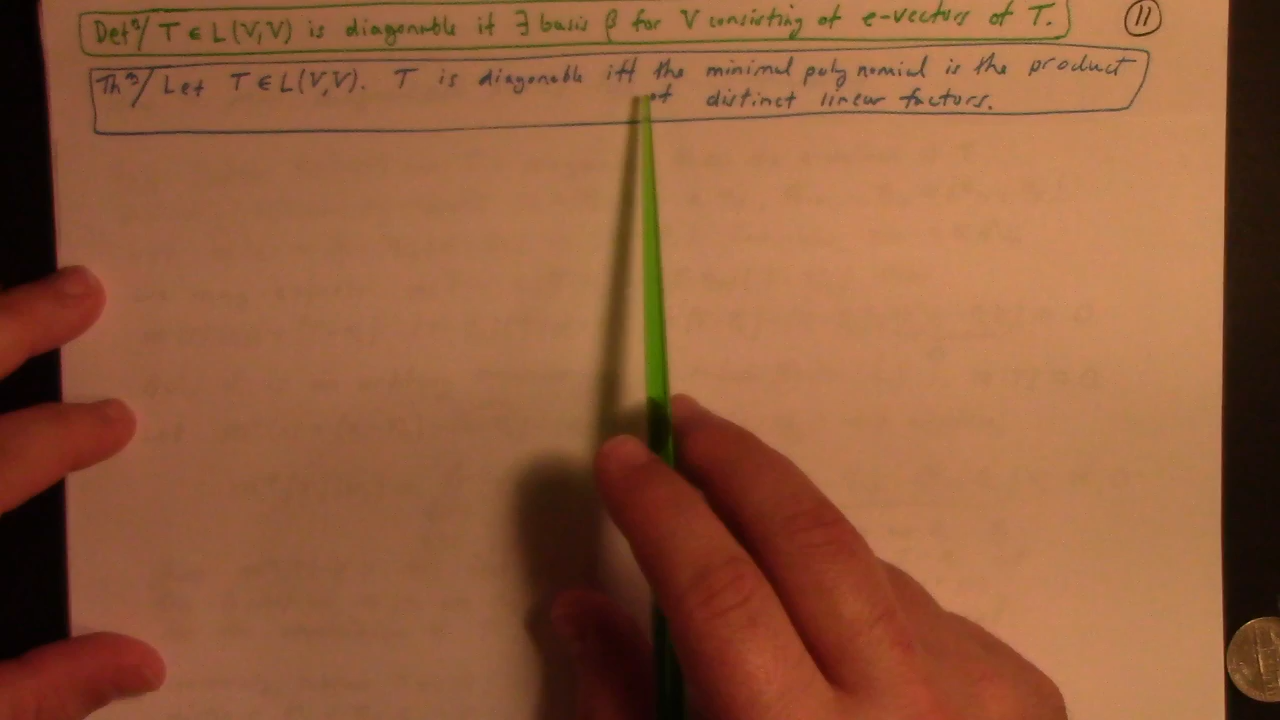 Defⁿ/ T ∈ L(V,V) is diagonable if ∃ basis β for V consisting of e-vectors of T.
11
Thᵐ/ Let T ∈ L(V,V). T is diagonable iff the minimal polynomial is the product
of distinct linear factors.